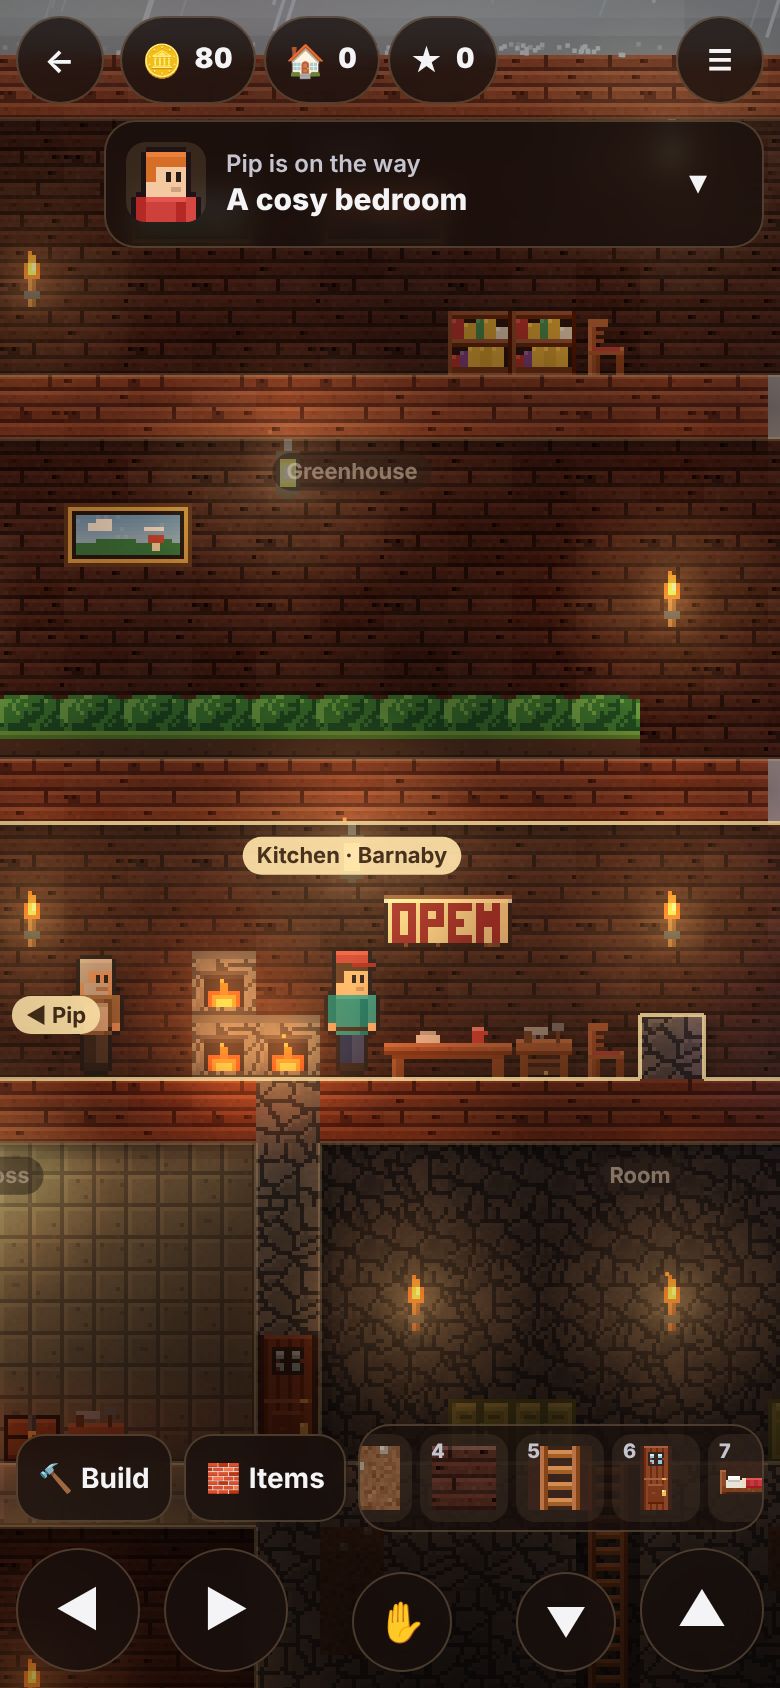 80
0
0
Pip is on the way
A cosy bedroom
Greenhouse
Kitchen · Barnaby
OPEN
Pip
oss
Room
Build
Items
4
5
6
7